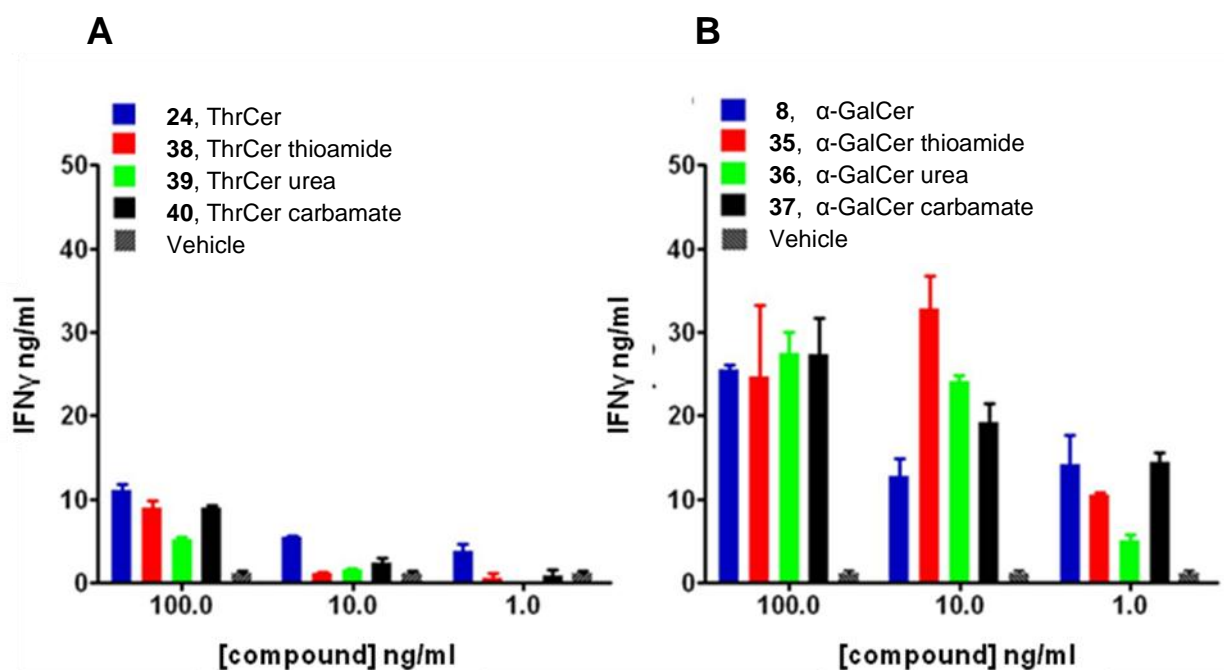 A
24, ThrCer
38, ThrCer thioamide
39, ThrCer urea
40, ThrCer carbamate
Vehicle
50
40
30
20
10
0
IFNγ ng/ml
100.0 10.0 1.0
[compound] ng/ml
B
8, α-GalCer
35, α-GalCer thioamide
36, α-GalCer urea
37, α-GalCer carbamate
Vehicle
50
40
30
20
10
0
IFNγ ng/ml
100.0 10.0 1.0
[compound] ng/ml